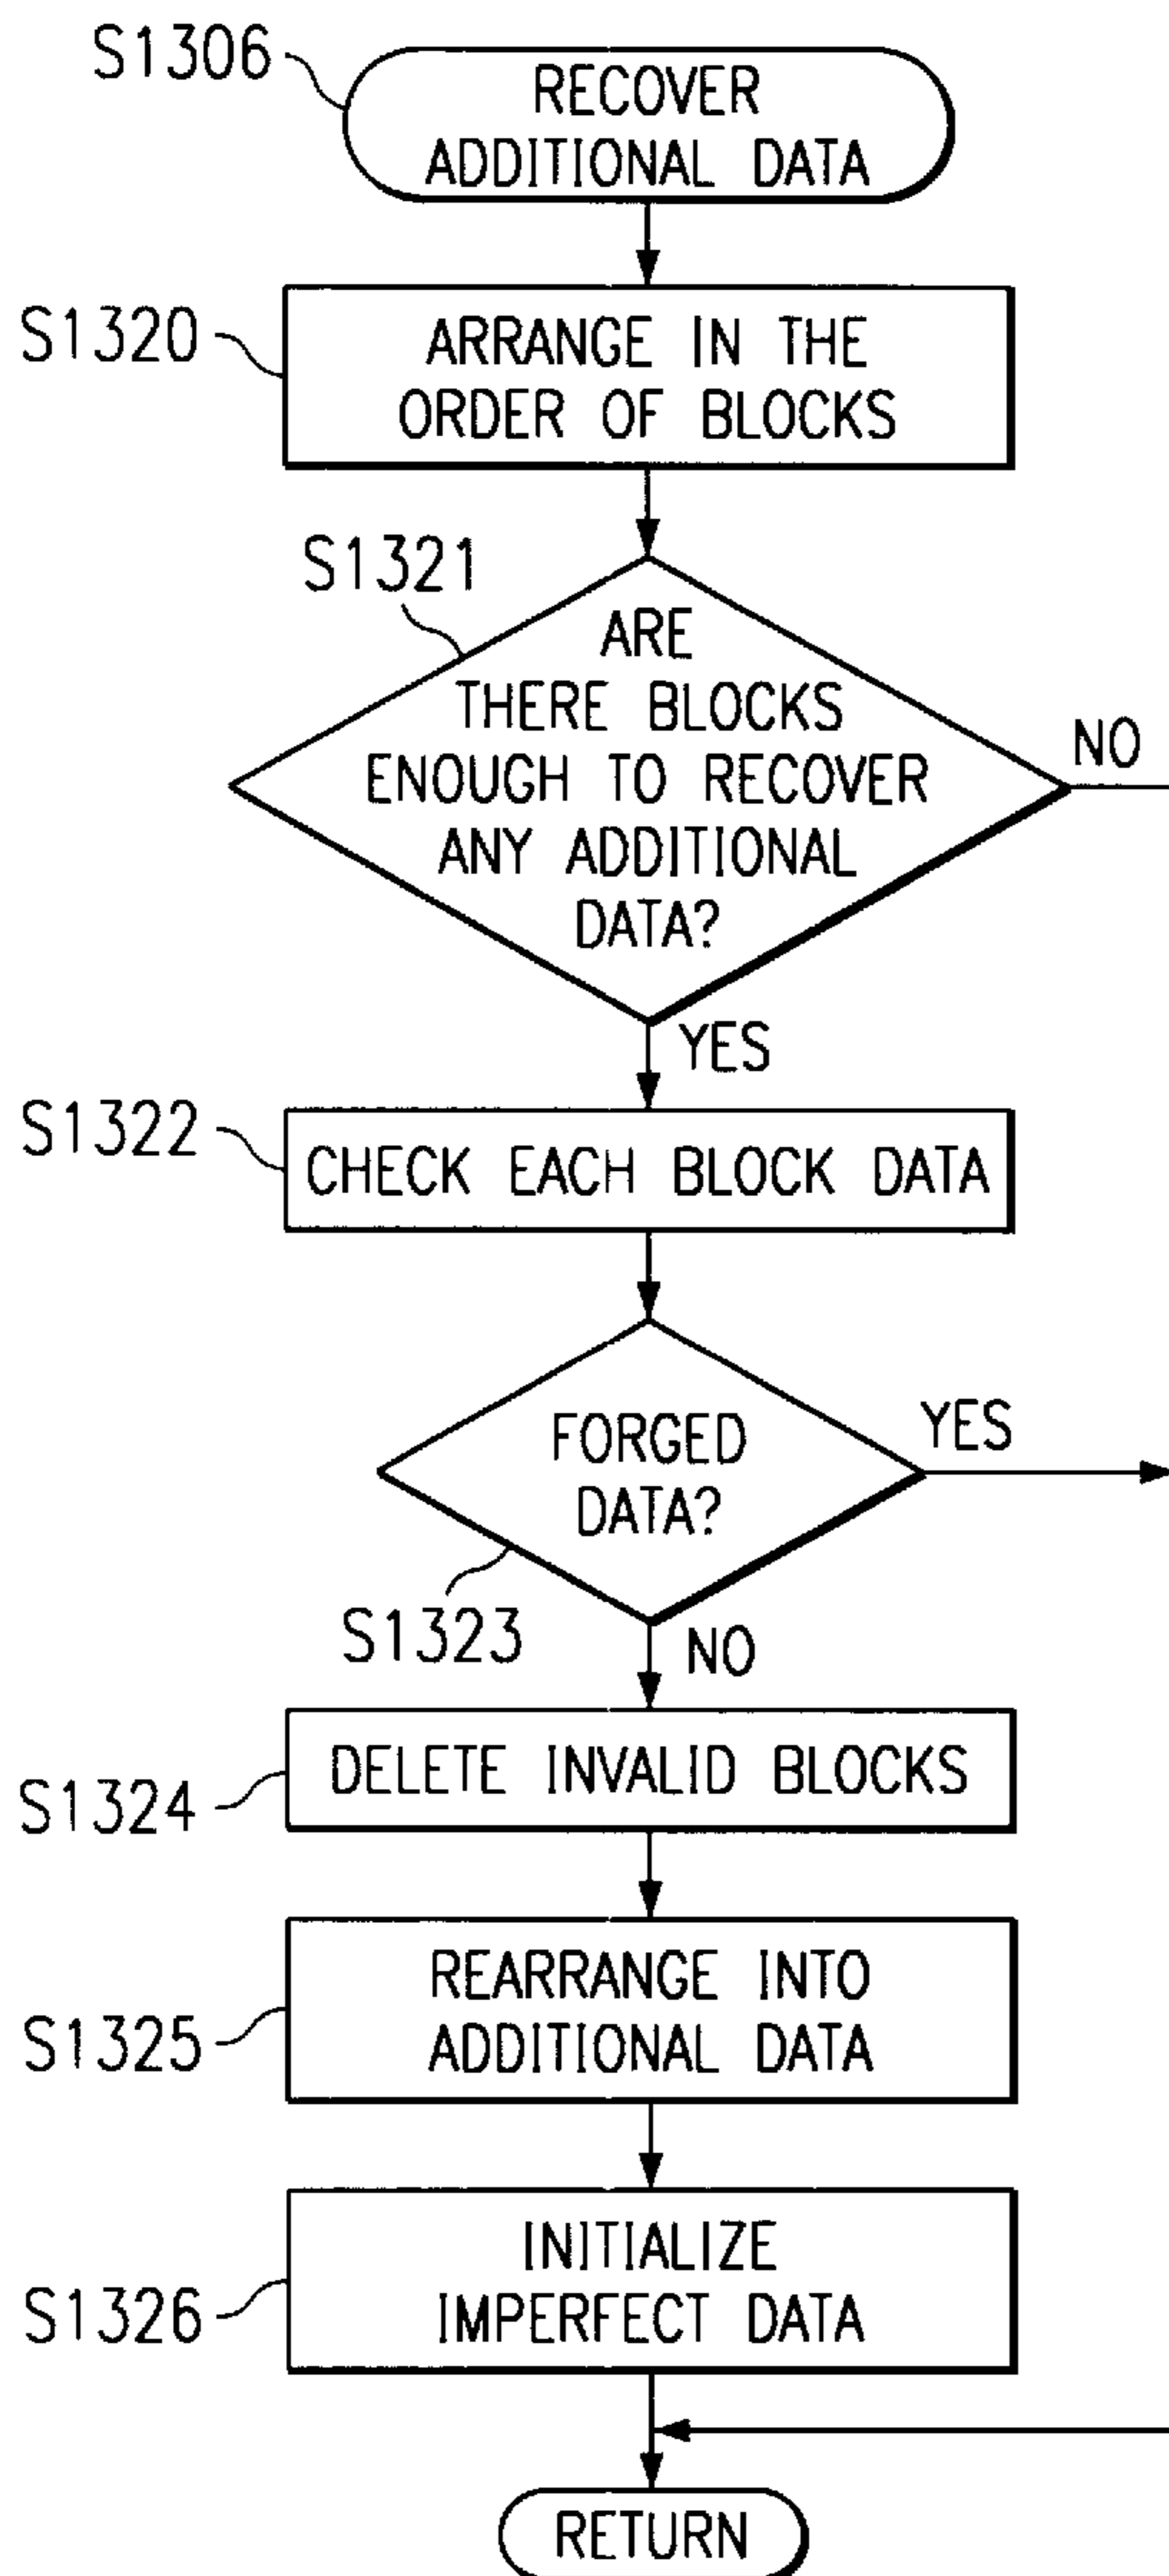 S1306
RECOVER
ADDITIONAL DATA
S1320
ARRANGE IN THE
ORDER OF BLOCKS
S1321
ARE
THERE BLOCKS
ENOUGH TO RECOVER
ANY ADDITIONAL
DATA?
NO
YES
S1322
CHECK EACH BLOCK DATA
FORGED
DATA?
YES
S1323
NO
DELETE INVALID BLOCKS
S1324
REARRANGE INTO
ADDITIONAL DATA
S1325
INITIALIZE
IMPERFECT DATA
S1326
RETURN